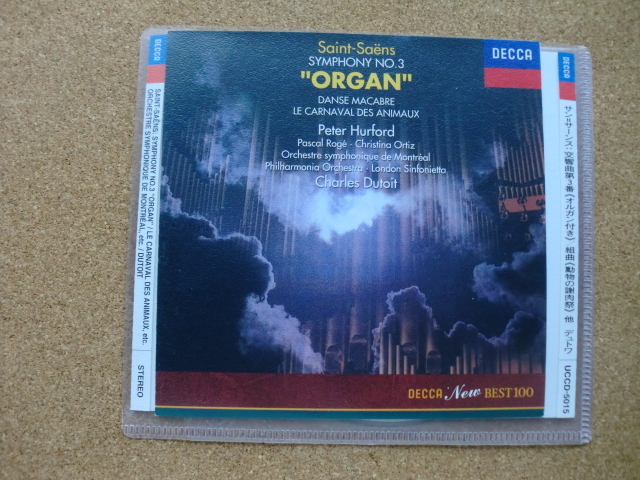 DECCA
SAINT-SAËNS: SYMPHONY NO.3 "ORGAN" / LE CARNAVAL DES ANIMAUX, etc.
ORCHESTRE SYMPHONIQUE DE MONTRÉAL, etc. / DUTOIT
STEREO
Saint-Saëns
SYMPHONY NO.3
"ORGAN"
DANSE MACABRE
LE CARNAVAL DES ANIMAUX
Peter Hurford
Pascal Rogé · Christina Ortiz
Orchestre symphonique de Montréal
Philharmonia Orchestra · London Sinfonietta
Charles Dutoit
DECCA
DECCA New BEST 100
DECCA
サン=サーンス:交響曲第3番《オルガン付き》 組曲《動物の謝肉祭》 他 デュトワ
UCCD-5015